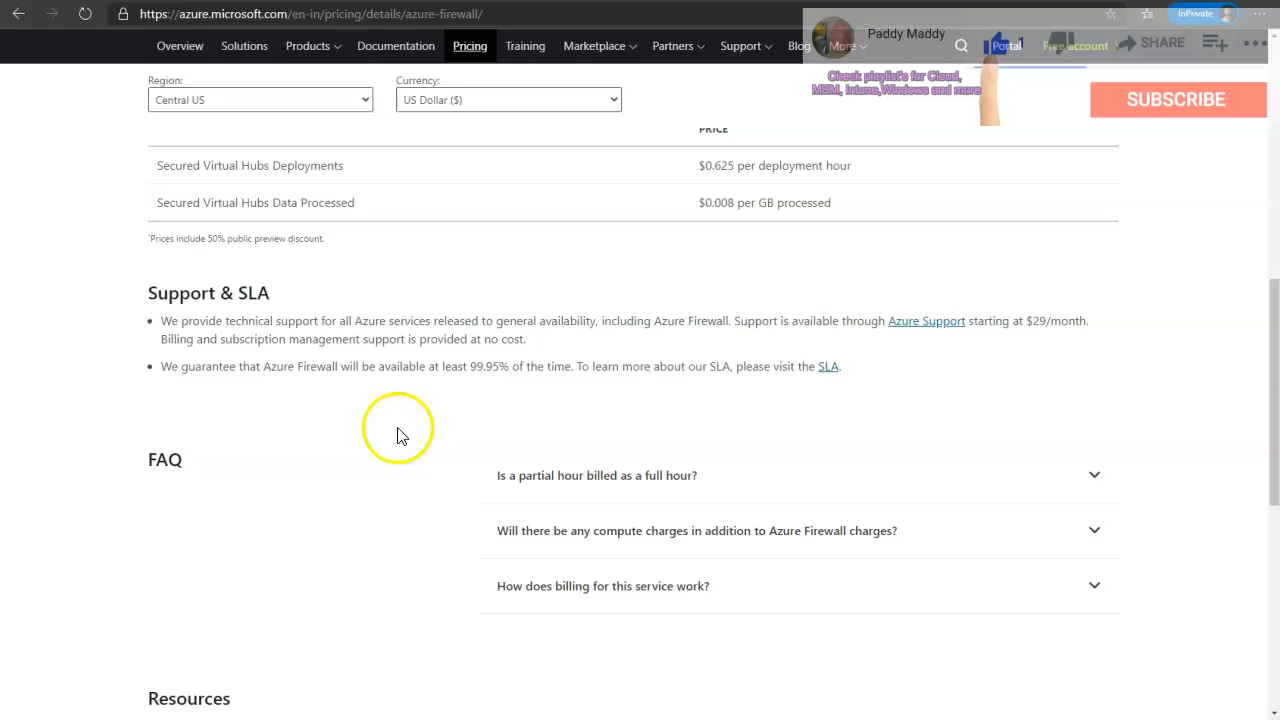 https://azure.microsoft.com/en-in/pricing/details/azure-firewall/
InPrivate
Paddy Maddy
Overview Solutions Products Documentation Pricing Training Marketplace Partners Support Blog More Portal Free account
1
SHARE
Check playlist's for Cloud,
MEM, Intune,Windows and more
SUBSCRIBE
Region: Currency:
Central US US Dollar ($)
PRICE
Secured Virtual Hubs Deployments $0.625 per deployment hour
Secured Virtual Hubs Data Processed $0.008 per GB processed
*Prices include 50% public preview discount.
Support & SLA
• We provide technical support for all Azure services released to general availability, including Azure Firewall. Support is available through Azure Support starting at $29/month.
Billing and subscription management support is provided at no cost.
• We guarantee that Azure Firewall will be available at least 99.95% of the time. To learn more about our SLA, please visit the SLA.
FAQ
Is a partial hour billed as a full hour?
Will there be any compute charges in addition to Azure Firewall charges?
How does billing for this service work?
Resources